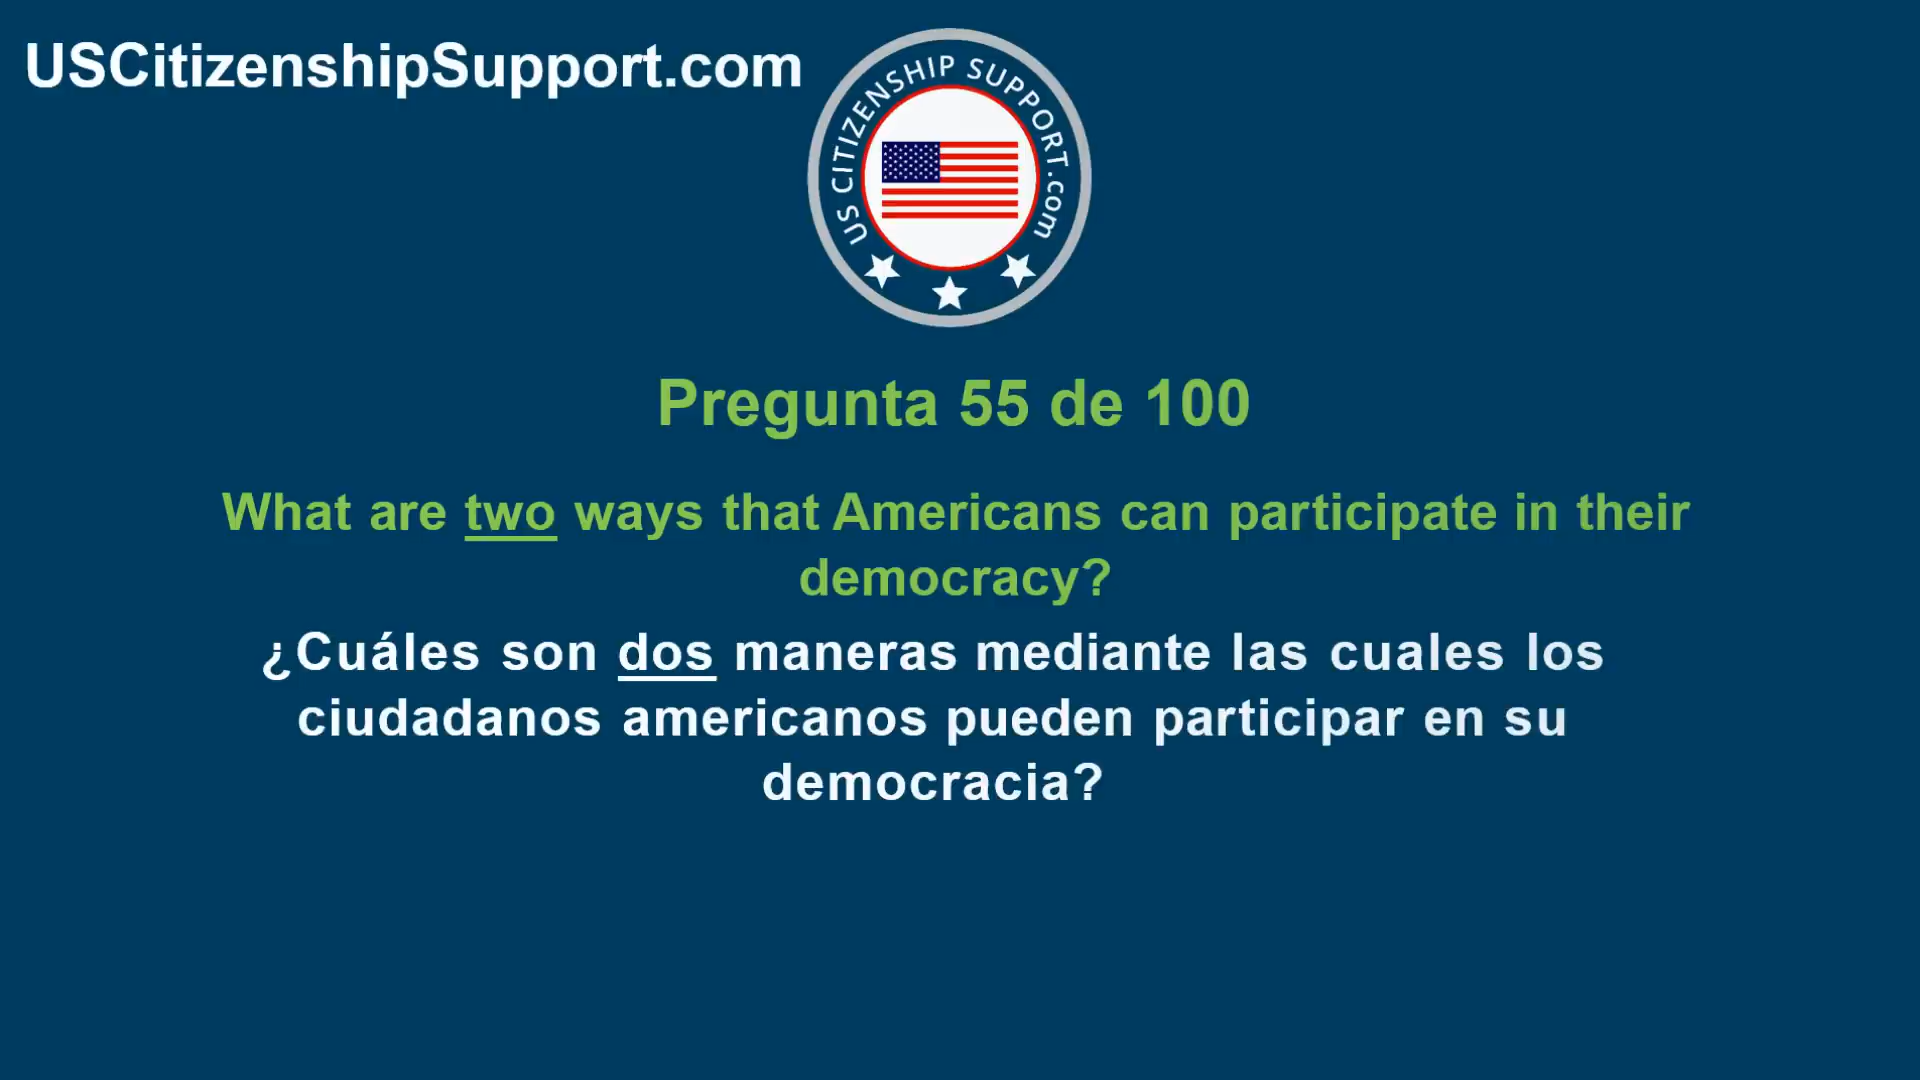 USCitizenshipSupport.com
US CITIZENSHIP SUPPORT.com
Pregunta 55 de 100
What are two ways that Americans can participate in their
democracy?
¿Cuáles son dos maneras mediante las cuales los
ciudadanos americanos pueden participar en su
democracia?